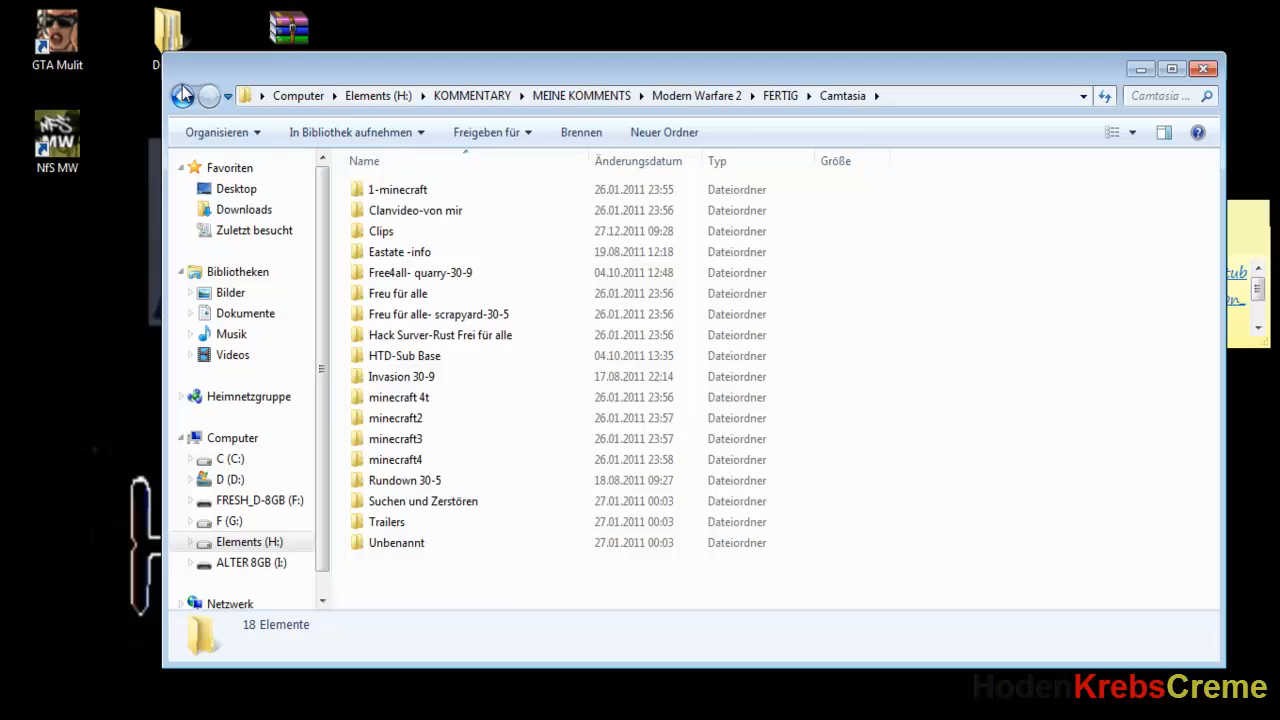 GTA Mulit
D
NfS MW
Computer Elements (H:) KOMMENTARY MEINE KOMMENTS Modern Warfare 2 FERTIG Camtasia Camtasia ...
Organisieren In Bibliothek aufnehmen Freigeben für Brennen Neuer Ordner
Favoriten
Desktop
Downloads
Zuletzt besucht
Bibliotheken
Bilder
Dokumente
Musik
Videos
Heimnetzgruppe
Computer
C (C:)
D (D:)
FRESH_D-8GB (F:)
F (G:)
Elements (H:)
ALTER 8GB (I:)
Netzwerk
Name Änderungsdatum Typ Größe
1-minecraft 26.01.2011 23:55 Dateiordner
Clanvideo-von mir 26.01.2011 23:56 Dateiordner
Clips 27.12.2011 09:28 Dateiordner
Eastate -info 19.08.2011 12:18 Dateiordner
Free4all- quarry-30-9 04.10.2011 12:48 Dateiordner
Freu für alle 26.01.2011 23:56 Dateiordner
Freu für alle- scrapyard-30-5 26.01.2011 23:56 Dateiordner
Hack Surver-Rust Frei für alle 26.01.2011 23:56 Dateiordner
HTD-Sub Base 04.10.2011 13:35 Dateiordner
Invasion 30-9 17.08.2011 22:14 Dateiordner
minecraft 4t 26.01.2011 23:56 Dateiordner
minecraft2 26.01.2011 23:57 Dateiordner
minecraft3 26.01.2011 23:57 Dateiordner
minecraft4 26.01.2011 23:58 Dateiordner
Rundown 30-5 18.08.2011 09:27 Dateiordner
Suchen und Zerstören 27.01.2011 00:03 Dateiordner
Trailers 27.01.2011 00:03 Dateiordner
Unbenannt 27.01.2011 00:03 Dateiordner
18 Elemente
tub
on_
HodenKrebsCreme